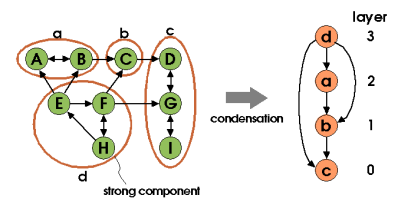 a b c
A B C D
E F G
H I
d
strong component
condensation
layer
d 3
a 2
b 1
c 0